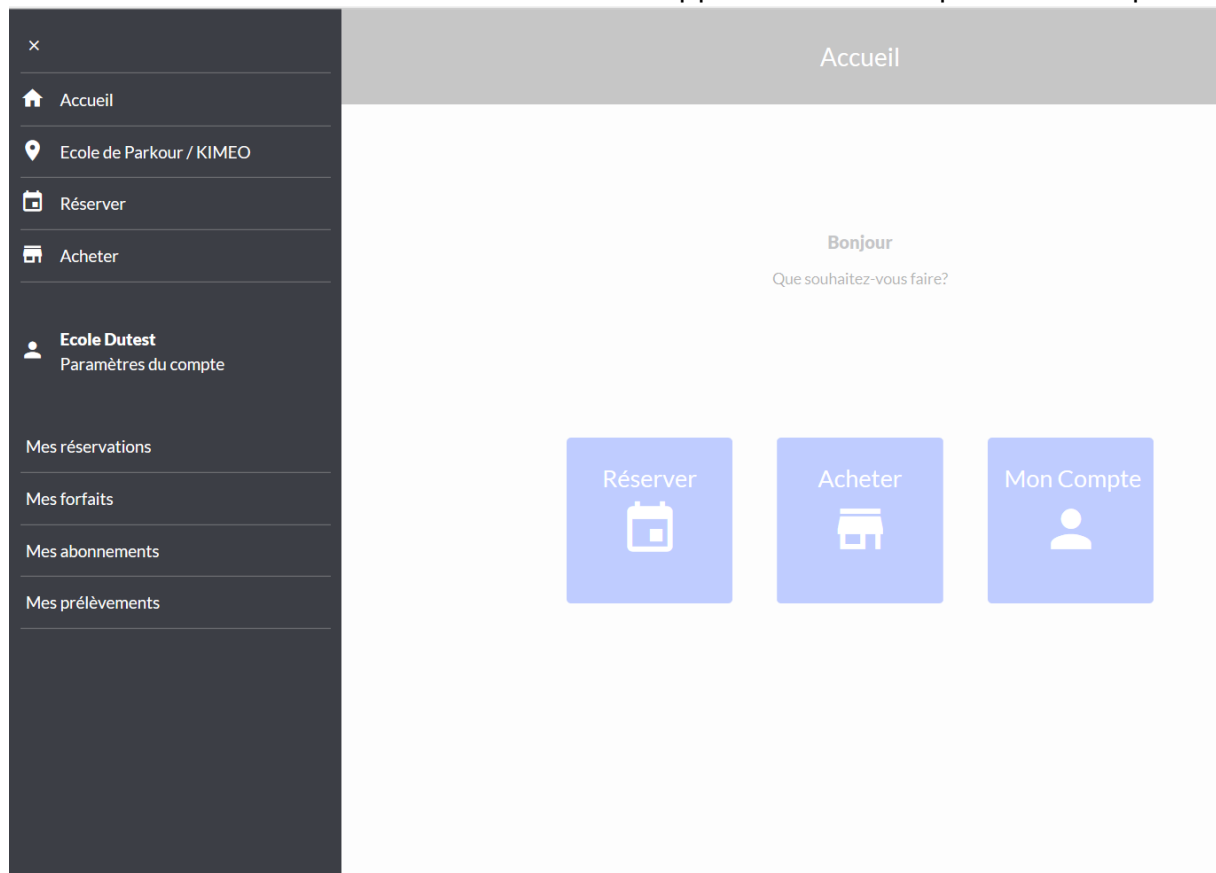 ×
Accueil
Ecole de Parkour / KIMEO
Réserver
Acheter
Ecole Dutest
Paramètres du compte
Mes réservations
Mes forfaits
Mes abonnements
Mes prélèvements
Accueil
Bonjour
Que souhaitez-vous faire?
Réserver
Acheter
Mon Compte